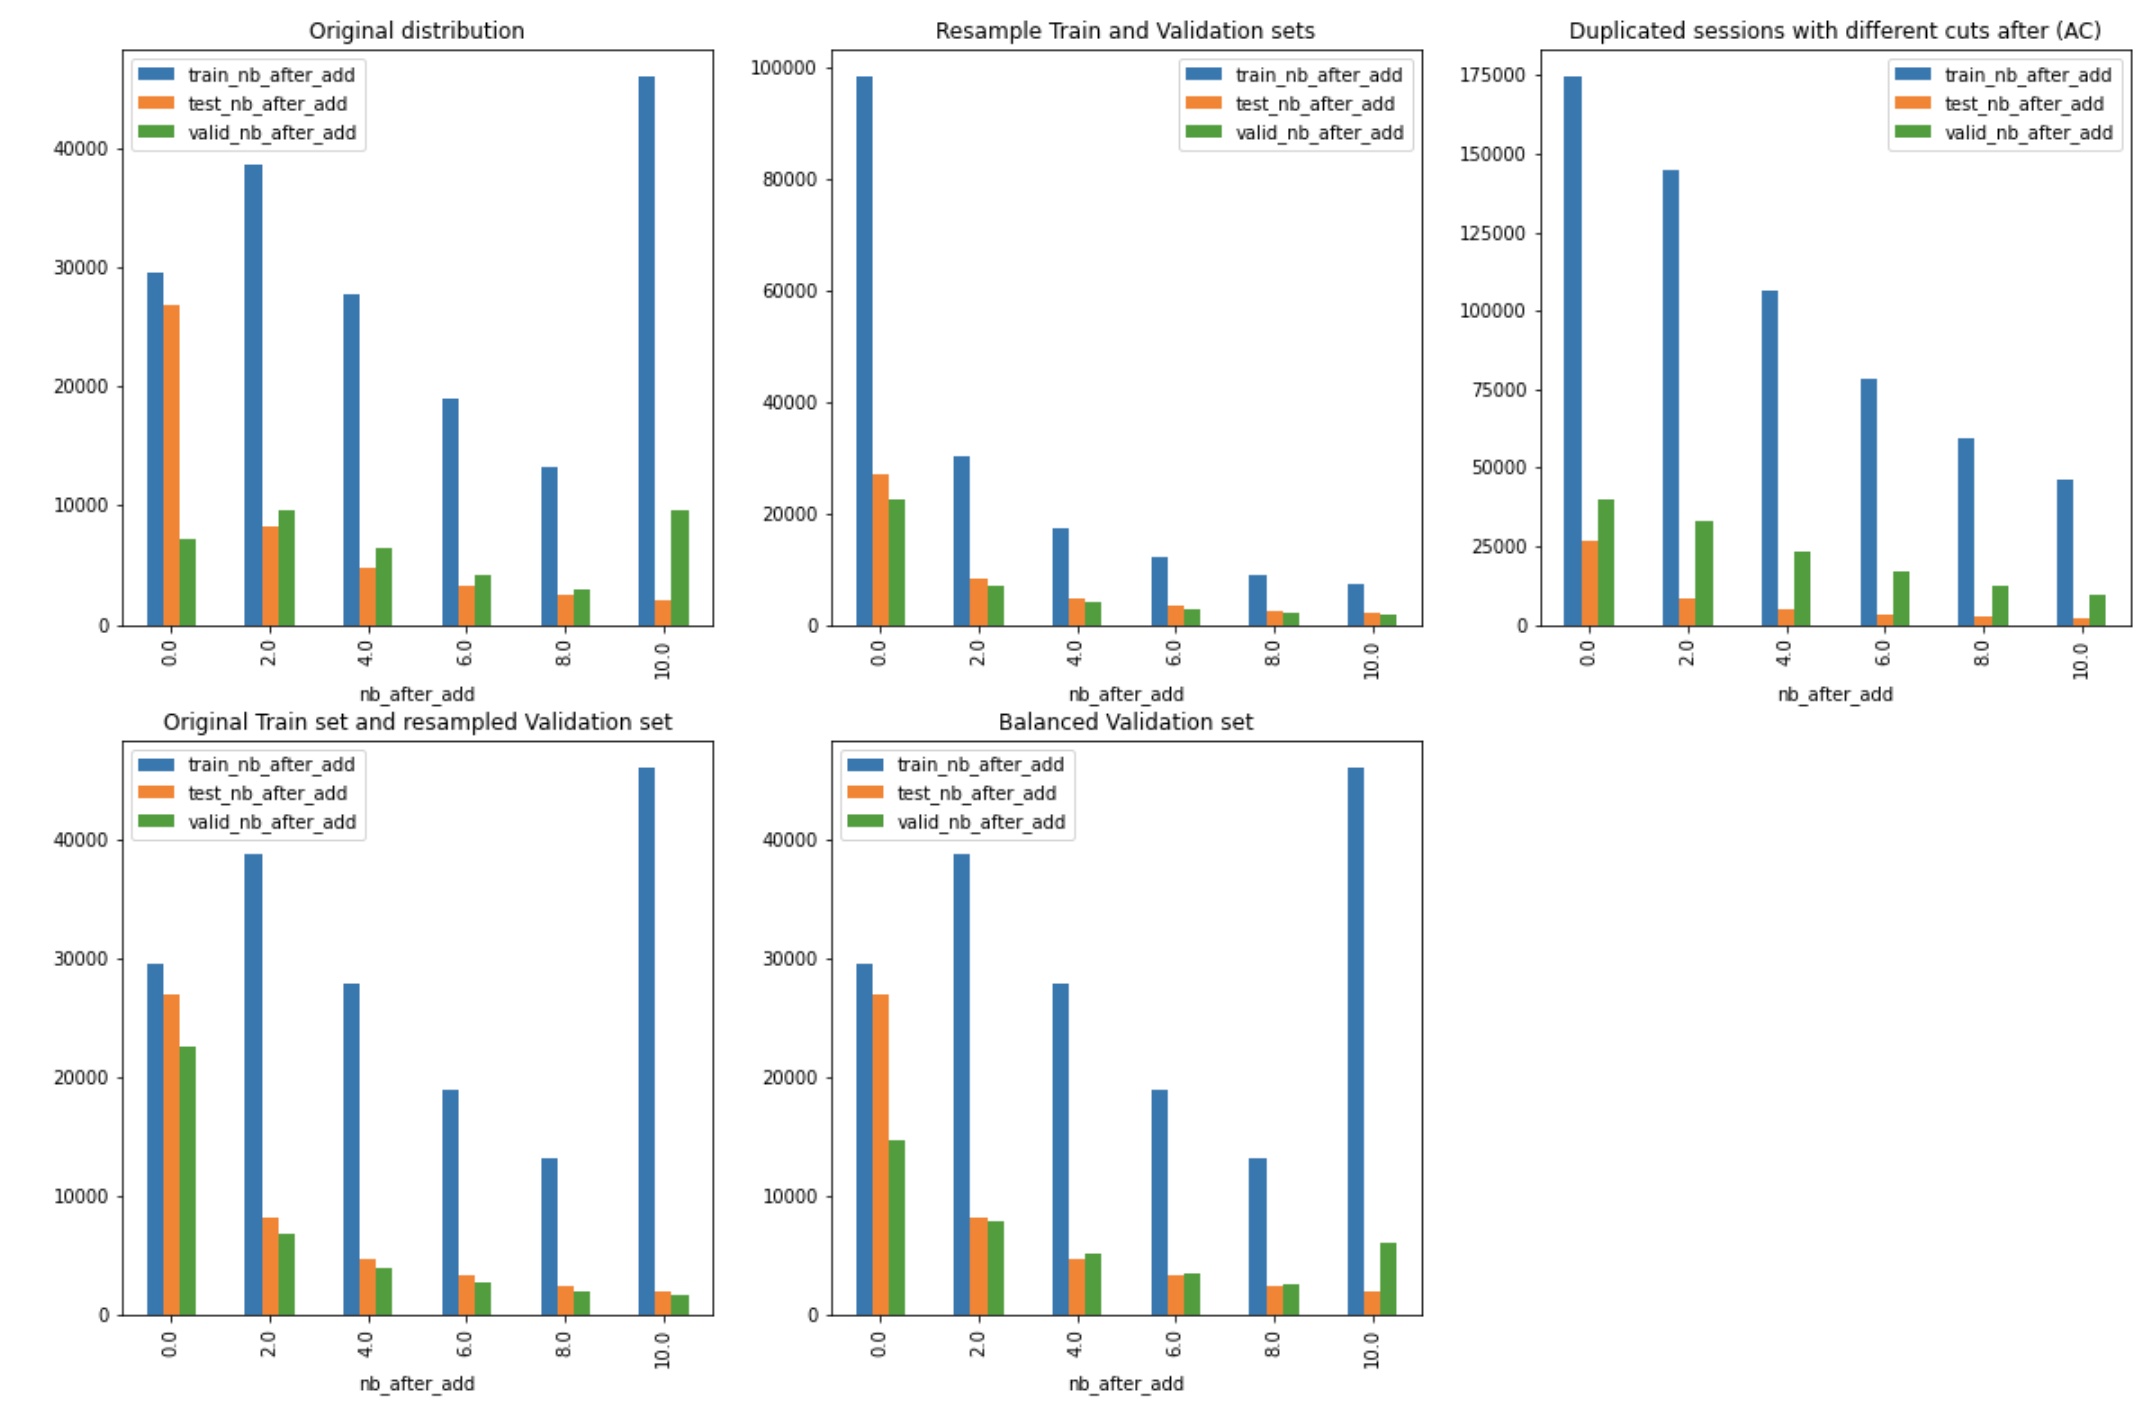 Original distribution
train_nb_after_add
test_nb_after_add
valid_nb_after_add
40000
30000
20000
10000
0
0.0 2.0 4.0 6.0 8.0 10.0
nb_after_add
Resample Train and Validation sets
train_nb_after_add
test_nb_after_add
valid_nb_after_add
100000
80000
60000
40000
20000
0
0.0 2.0 4.0 6.0 8.0 10.0
nb_after_add
Duplicated sessions with different cuts after (AC)
train_nb_after_add
test_nb_after_add
valid_nb_after_add
175000
150000
125000
100000
75000
50000
25000
0
0.0 2.0 4.0 6.0 8.0 10.0
nb_after_add
Original Train set and resampled Validation set
train_nb_after_add
test_nb_after_add
valid_nb_after_add
40000
30000
20000
10000
0
0.0 2.0 4.0 6.0 8.0 10.0
nb_after_add
Balanced Validation set
train_nb_after_add
test_nb_after_add
valid_nb_after_add
40000
30000
20000
10000
0
0.0 2.0 4.0 6.0 8.0 10.0
nb_after_add